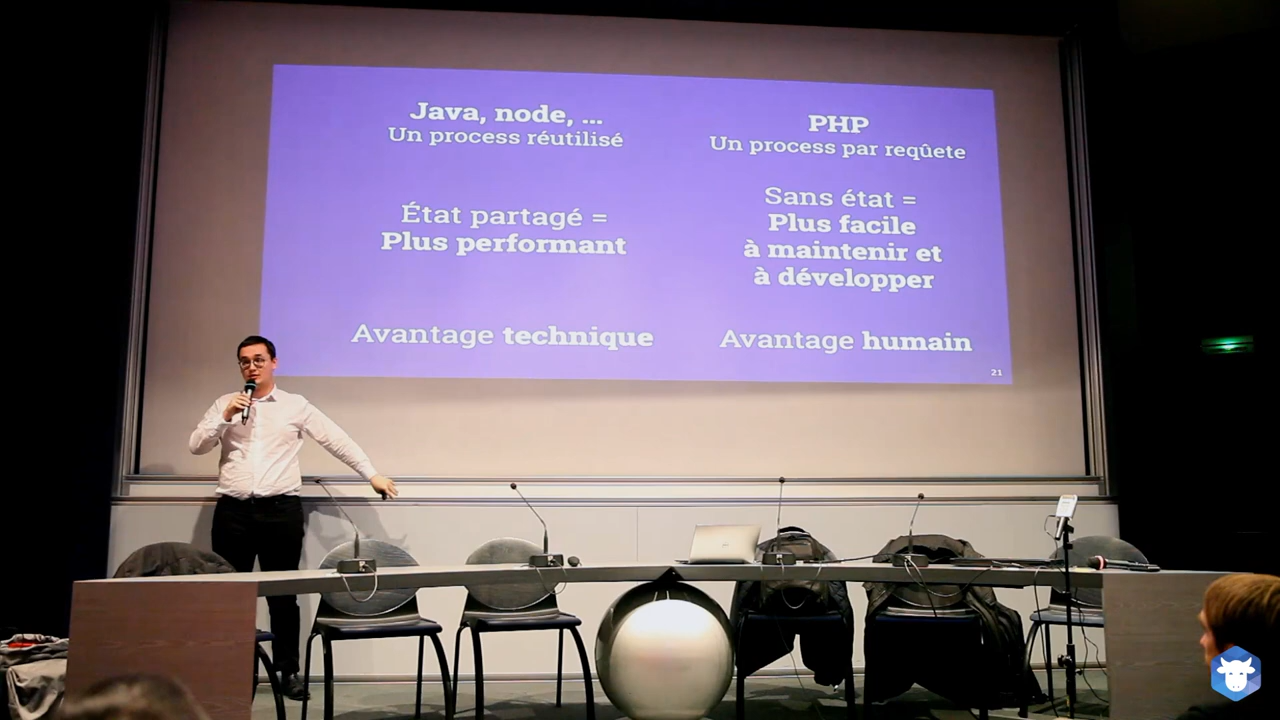 Java, node, ...
Un process réutilisé
État partagé =
Plus performant
Avantage technique
PHP
Un process par reqûete
Sans état =
Plus facile
à maintenir et
à développer
Avantage humain
21